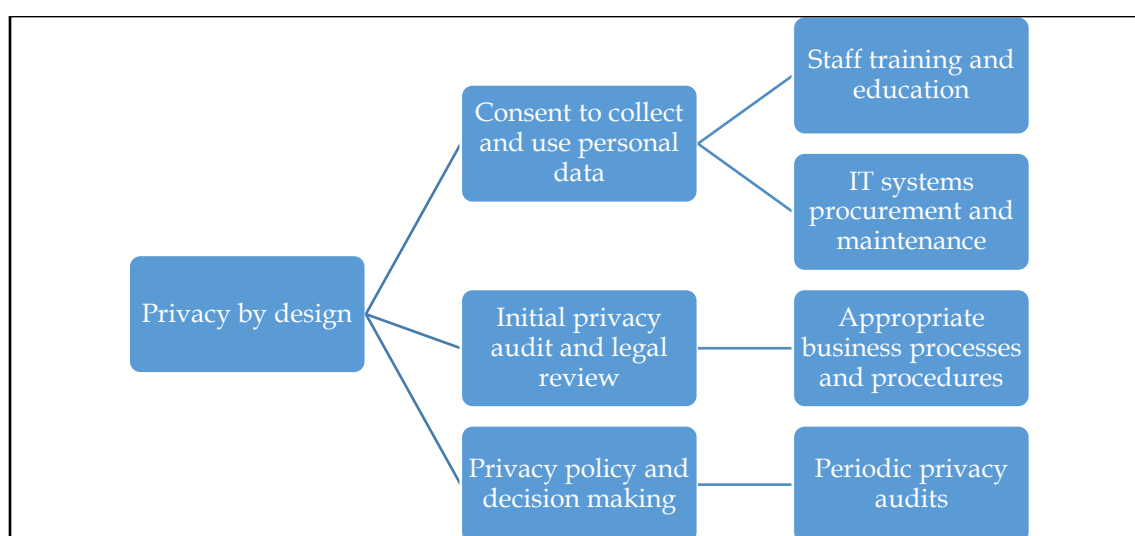 Privacy by design
Consent to collect
and use personal
data
Staff training and
education
IT systems
procurement and
maintenance
Initial privacy
audit and legal
review
Appropriate
business processes
and procedures
Privacy policy and
decision making
Periodic privacy
audits